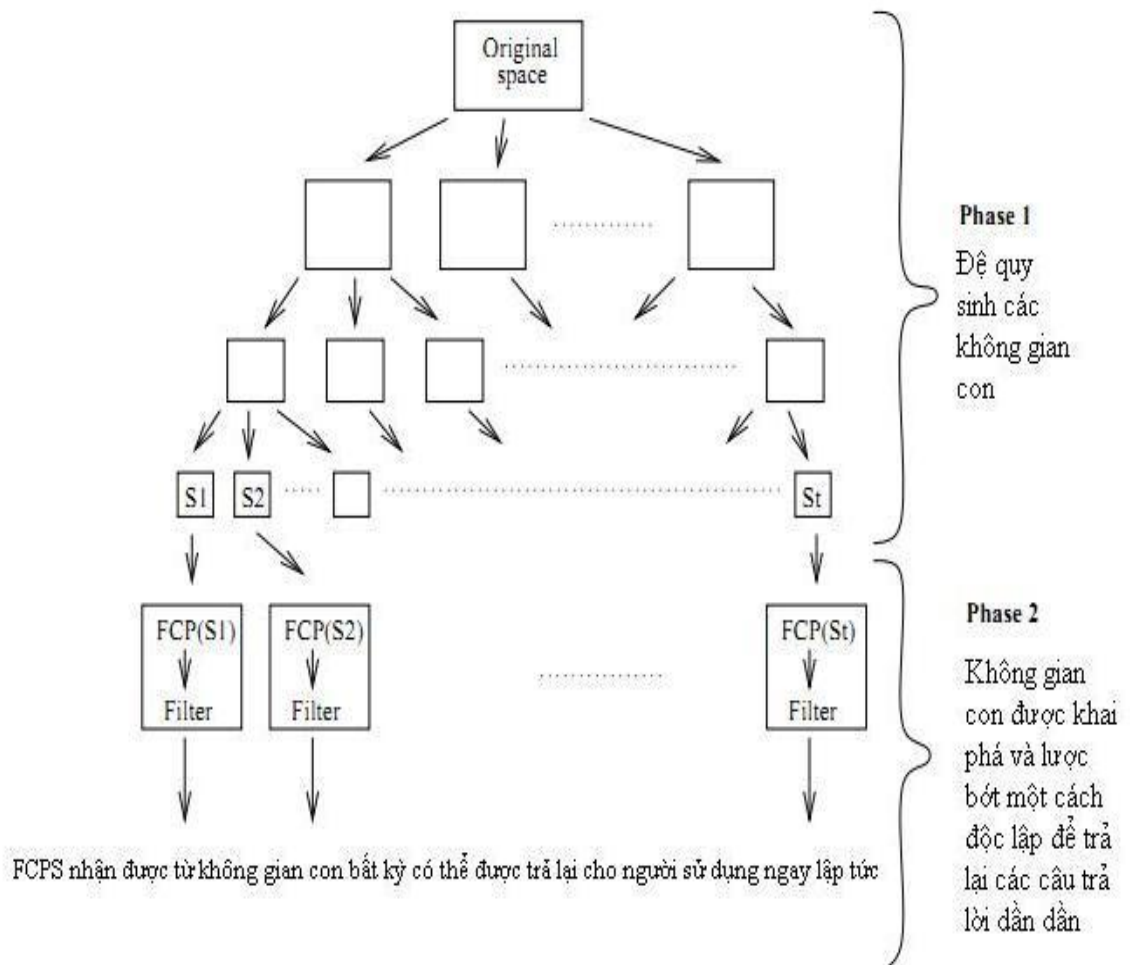 Original
space
Phase 1
Đệ quy
sinh các
không gian
con
S1
S2
St
FCP(S1)
Filter
FCP(S2)
Filter
FCP(St)
Filter
Phase 2
Không gian
con được khai
phá và lược
bớt một cách
độc lập để trả
lại các câu trả
lời dần dần
FCPS nhận được từ không gian con bất kỳ có thể được trả lại cho người sử dụng ngay lập tức